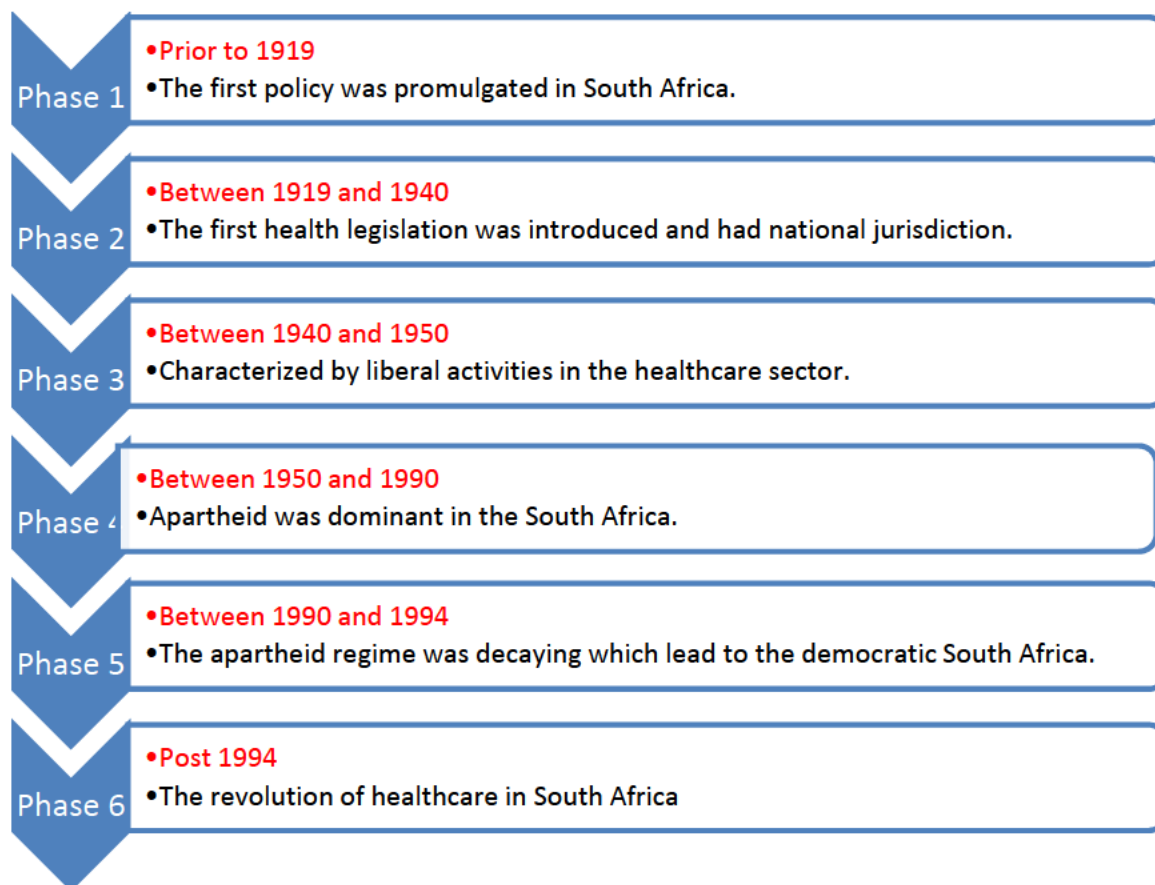 Phase 1
•Prior to 1919
•The first policy was promulgated in South Africa.
Phase 2
•Between 1919 and 1940
•The first health legislation was introduced and had national jurisdiction.
Phase 3
•Between 1940 and 1950
•Characterized by liberal activities in the healthcare sector.
Phase 4
•Between 1950 and 1990
•Apartheid was dominant in the South Africa.
Phase 5
•Between 1990 and 1994
•The apartheid regime was decaying which lead to the democratic South Africa.
Phase 6
•Post 1994
•The revolution of healthcare in South Africa